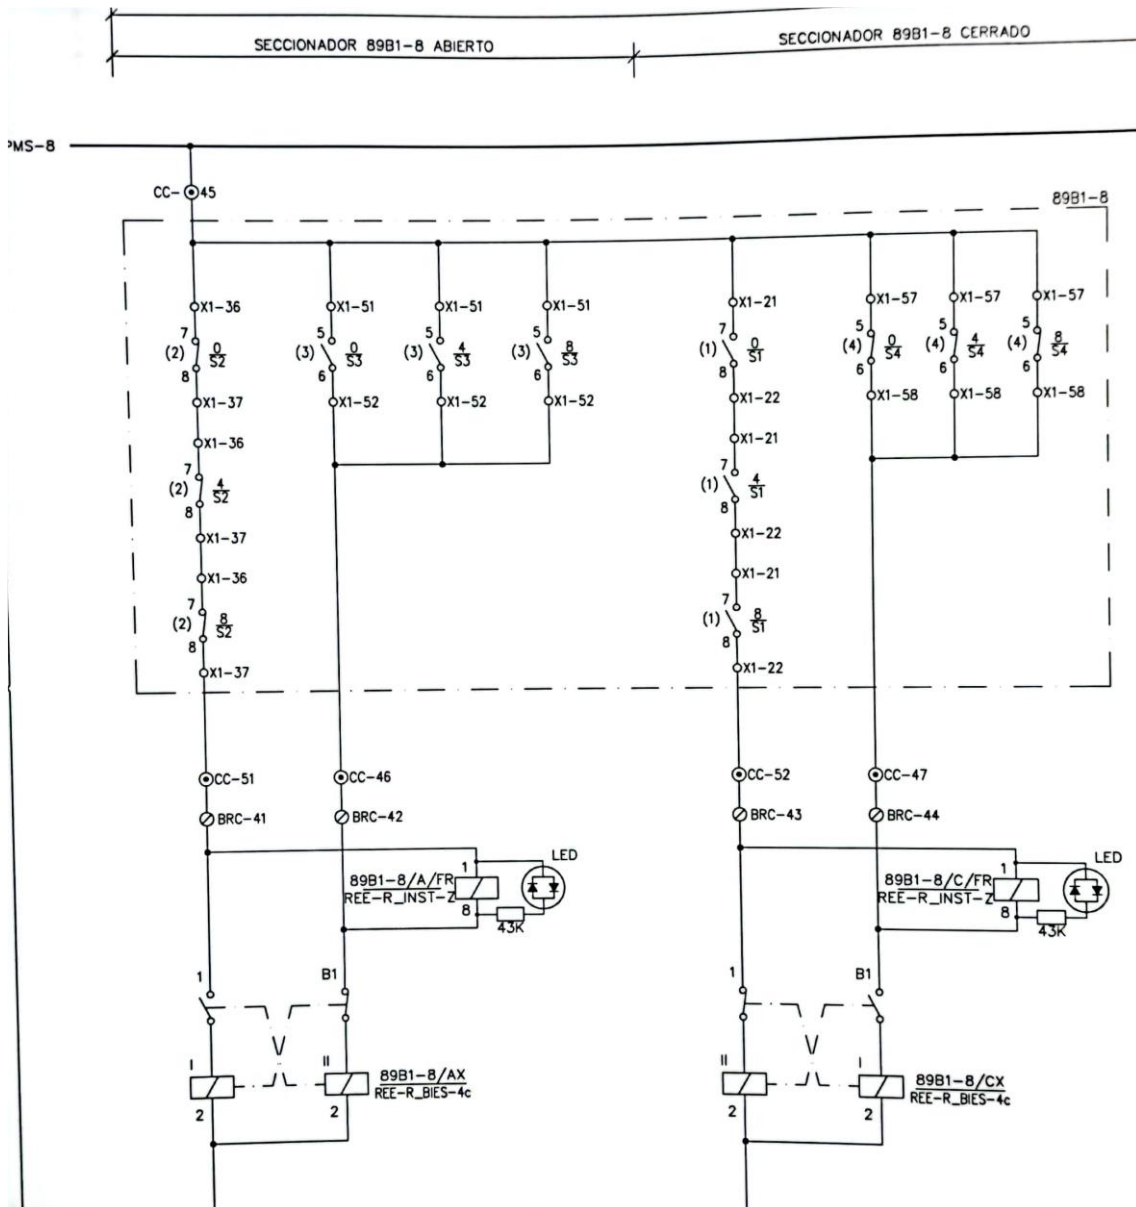 SECCIONADOR 89B1-8 ABIERTO
SECCIONADOR 89B1-8 CERRADO
PMS-8
CC-45
89B1-8
X1-36
X1-51
X1-51
X1-51
X1-21
X1-57
X1-57
X1-57
7
(2)
0
S2
8
5
(3)
0
S3
6
5
(3)
4
S3
6
5
(3)
8
S3
6
7
(1)
0
S1
8
5
(4)
0
S4
6
5
(4)
4
S4
6
5
(4)
8
S4
6
X1-37
X1-52
X1-52
X1-52
X1-22
X1-58
X1-58
X1-58
X1-36
X1-21
7
(2)
4
S2
8
7
(1)
4
S1
8
X1-37
X1-22
X1-36
X1-21
7
(2)
8
S2
8
7
(1)
8
S1
8
X1-37
X1-22
CC-51
CC-46
CC-52
CC-47
BRC-41
BRC-42
BRC-43
BRC-44
LED
LED
89B1-8/A/FR
REE-R_INST-Z
1
8
43K
89B1-8/C/FR
REE-R_INST-Z
1
8
43K
1
B1
1
B1
I
II
89B1-8/AX
REE-R_BIES-4c
2
2
II
I
89B1-8/CX
REE-R_BIES-4c
2
2